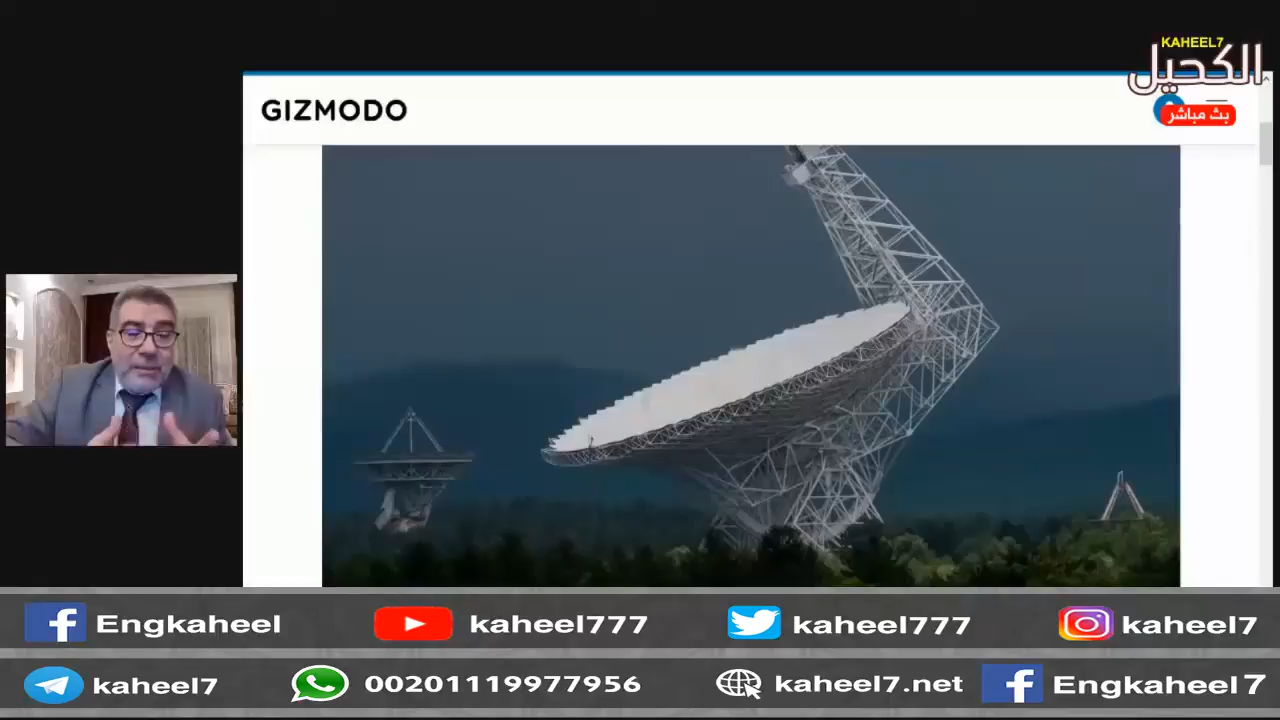 KAHEEL7
الكحيل
GIZMODO
بث مباشر
Engkaheel
kaheel777
kaheel777
kaheel7
kaheel7
00201119977956
kaheel7.net
Engkaheel7